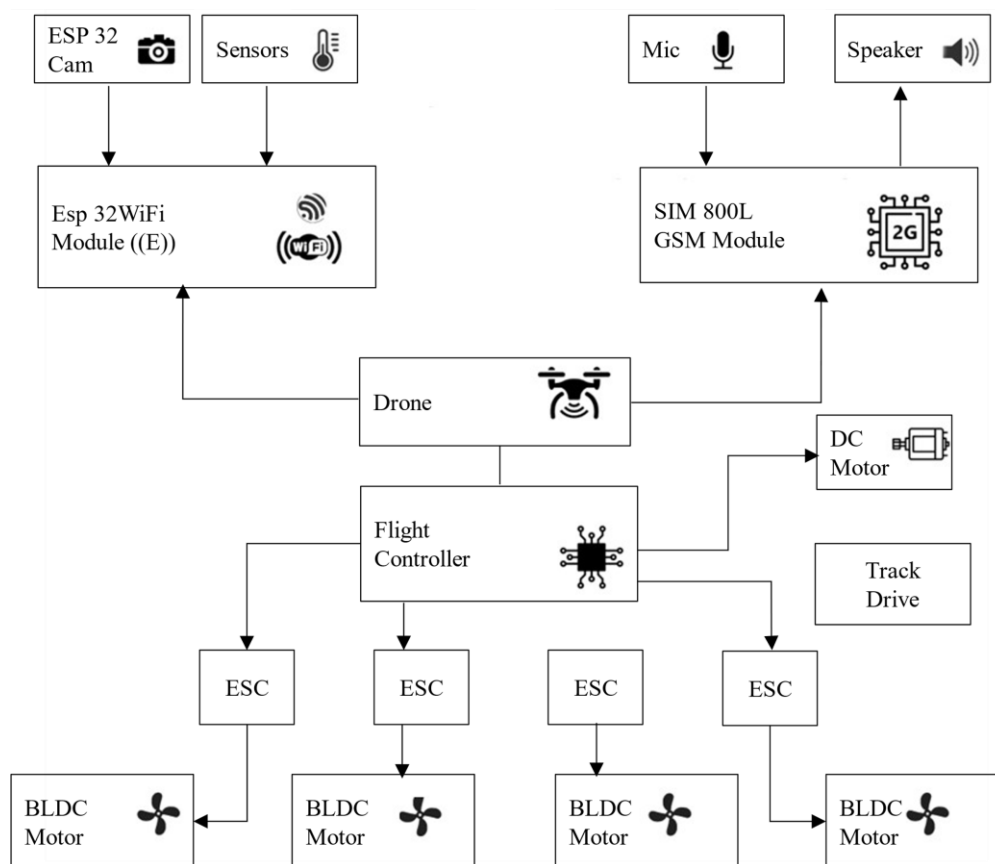 ESP 32
Cam
Sensors
Mic
Speaker
Esp 32WiFi
Module ((E))
WiFi
SIM 800L
GSM Module
2G
Drone
DC
Motor
Flight
Controller
Track
Drive
ESC
ESC
ESC
ESC
BLDC
Motor
BLDC
Motor
BLDC
Motor
BLDC
Motor